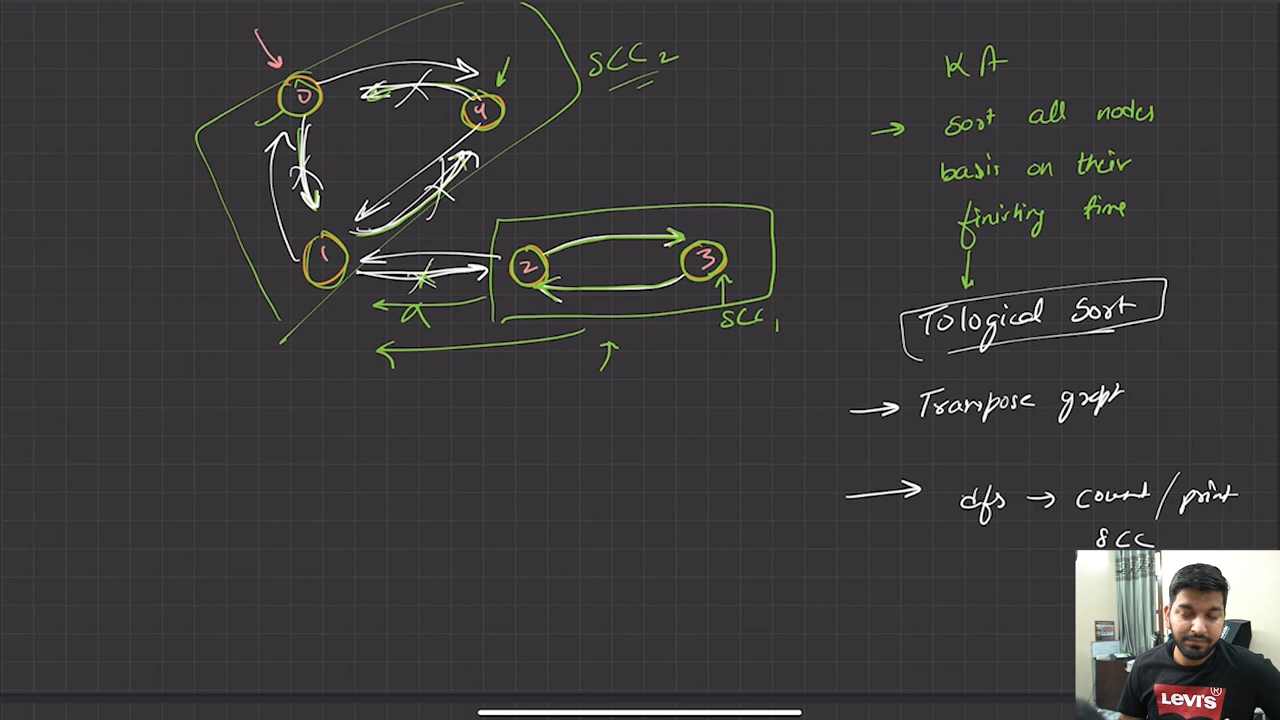 0
4
SCC 2
1
2
3
a
SCC 1
KA
→ Sort all nodes
basis on their
finishing time
Tological Sort
→ Transpose graph
→ dfs → count/print
SCC
LEVI'S®